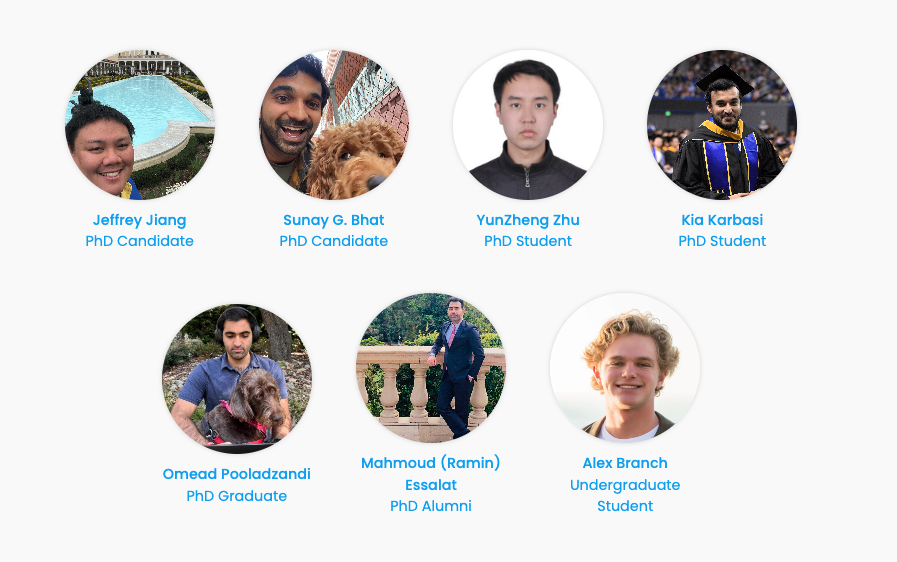 Jeffrey Jiang
PhD Candidate
Sunay G. Bhat
PhD Candidate
YunZheng Zhu
PhD Student
Kia Karbasi
PhD Student
Omead Pooladzandi
PhD Graduate
Mahmoud (Ramin)
Essalat
PhD Alumni
Alex Branch
Undergraduate
Student